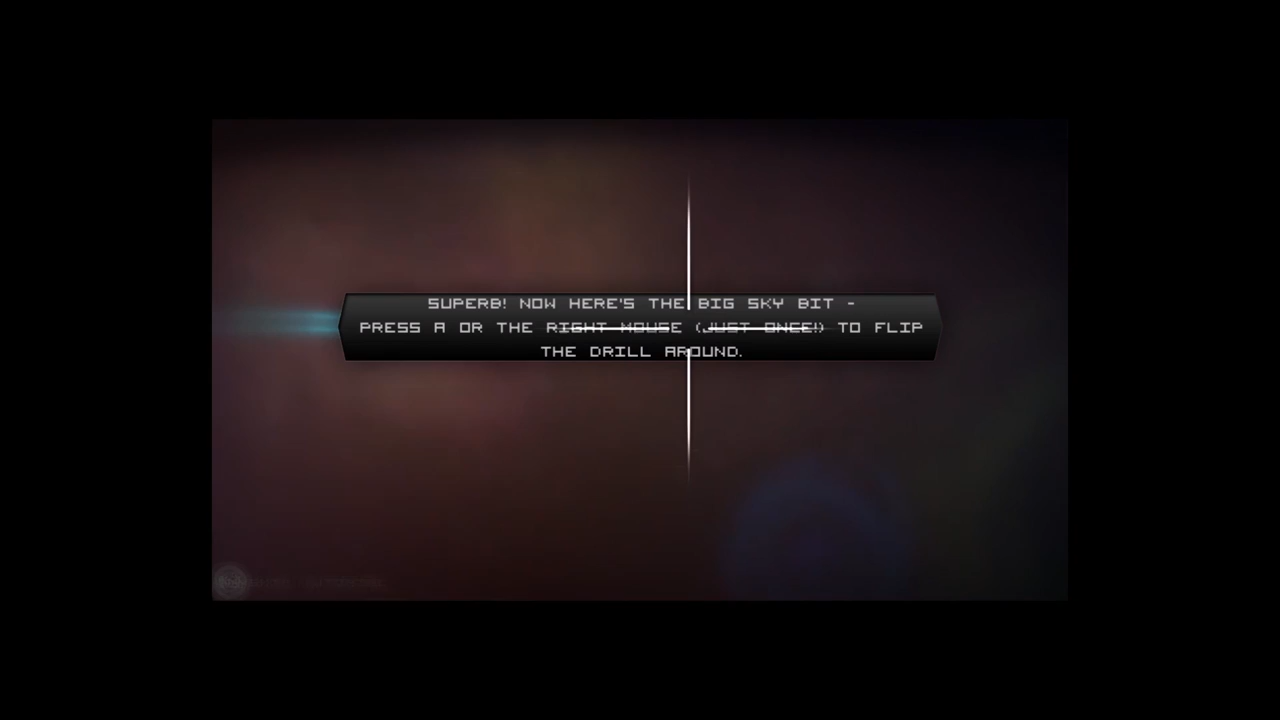 SUPERB! NOW HERE'S THE BIG SKY BIT -
PRESS A OR THE RIGHT MOUSE (JUST ONCE!) TO FLIP
THE DRILL AROUND.